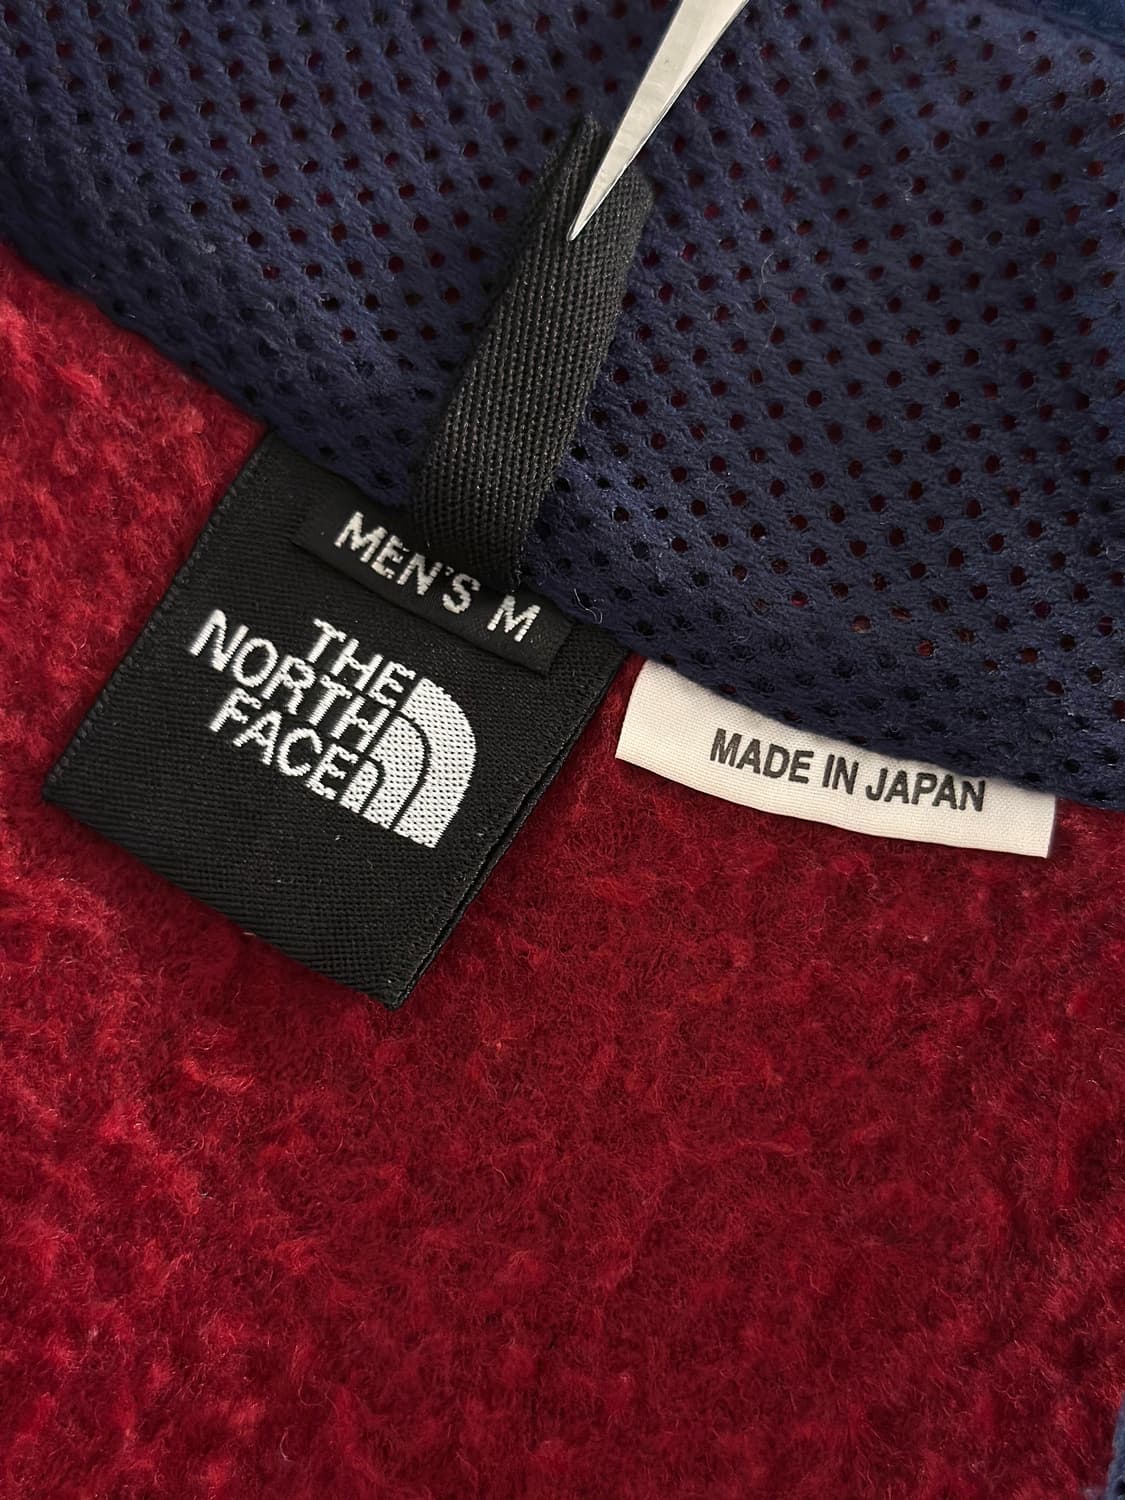 MEN'S M
THE
NORTH
FACE
MADE IN JAPAN